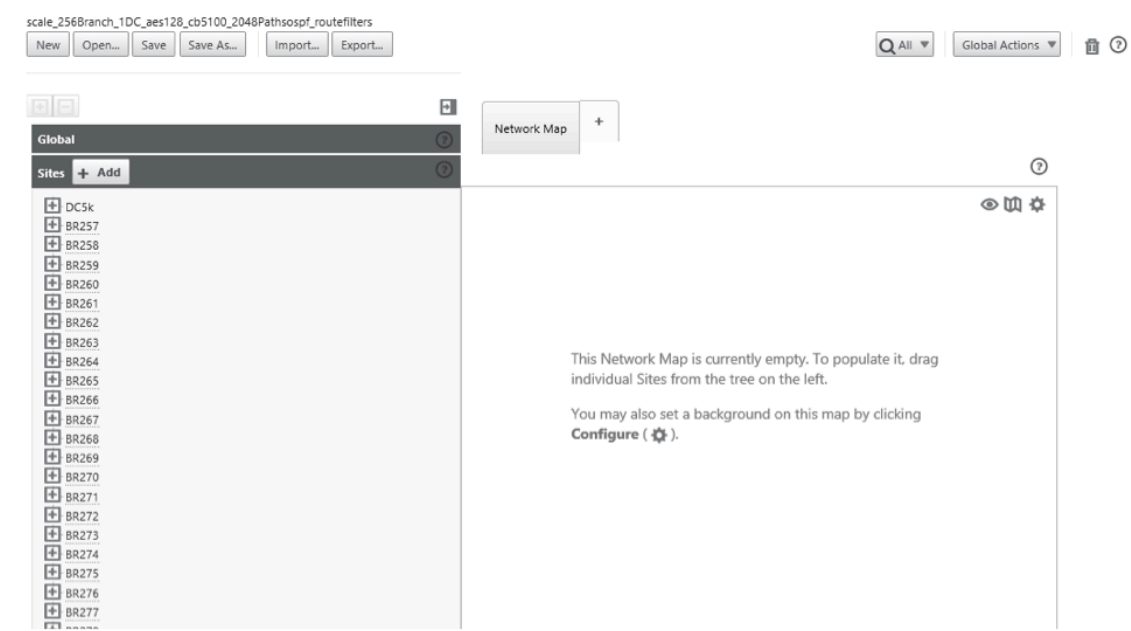 scale_256Branch_1DC_aes128_cb5100_2048Pathsospf_routefilters
New Open... Save Save As... Import... Export... All Global Actions
Network Map +
Global
Sites + Add
DC5k
BR257
BR258
BR259
BR260
BR261
BR262
BR263
BR264
BR265
BR266
BR267
BR268
BR269
BR270
BR271
BR272
BR273
BR274
BR275
BR276
BR277
This Network Map is currently empty. To populate it, drag
individual Sites from the tree on the left.
You may also set a background on this map by clicking
Configure ( ).